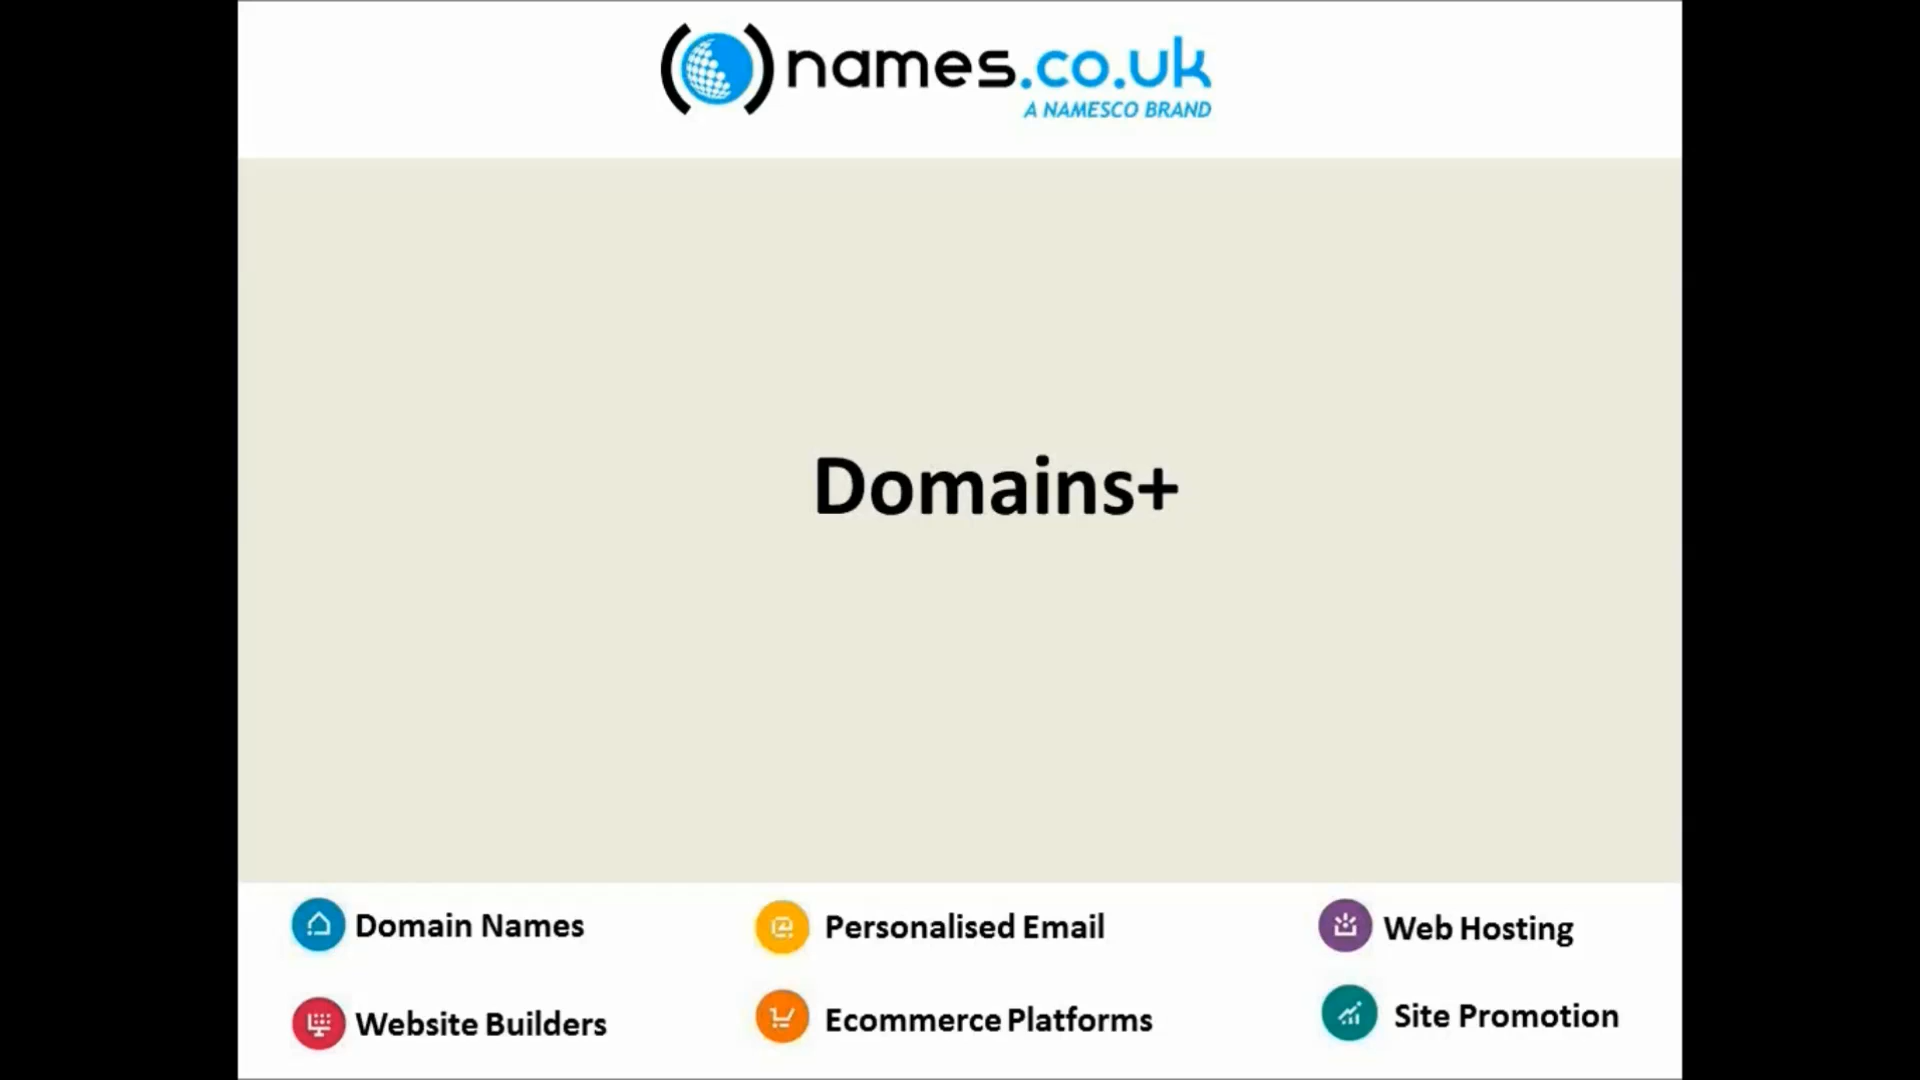 names.co.uk
A NAMESCO BRAND
Domains+
Domain Names
Personalised Email
Web Hosting
Website Builders
Ecommerce Platforms
Site Promotion